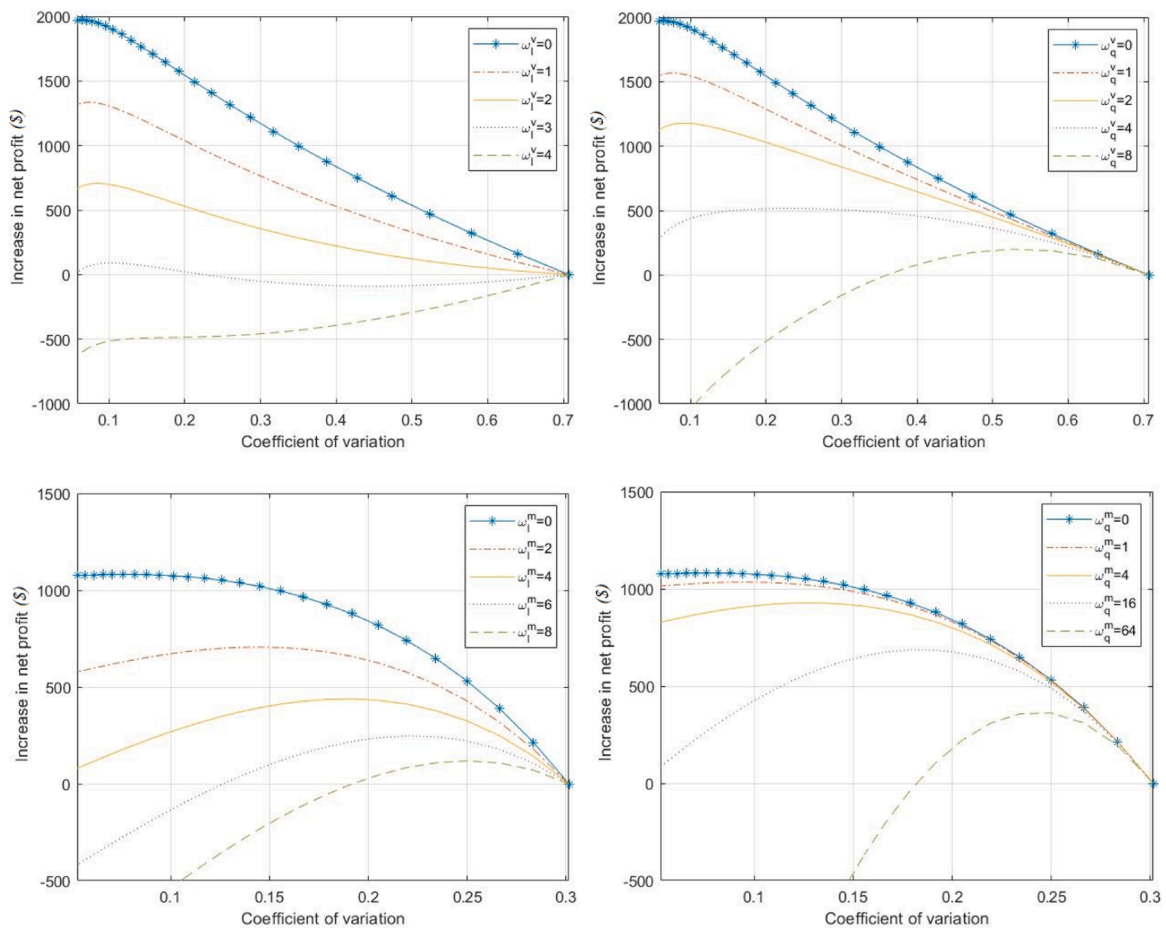 2000
1500
1000
500
0
-500
-1000
Increase in net profit ($)
ω_l^v=0
ω_l^v=1
ω_l^v=2
ω_l^v=3
ω_l^v=4
0.1 0.2 0.3 0.4 0.5 0.6 0.7
Coefficient of variation
2000
1500
1000
500
0
-500
-1000
Increase in net profit ($)
ω_q^v=0
ω_q^v=1
ω_q^v=2
ω_q^v=4
ω_q^v=8
0.1 0.2 0.3 0.4 0.5 0.6 0.7
Coefficient of variation
1500
1000
500
0
-500
Increase in net profit ($)
ω_l^m=0
ω_l^m=2
ω_l^m=4
ω_l^m=6
ω_l^m=8
0.1 0.15 0.2 0.25 0.3
Coefficient of variation
1500
1000
500
0
-500
Increase in net profit ($)
ω_q^m=0
ω_q^m=1
ω_q^m=4
ω_q^m=16
ω_q^m=64
0.1 0.15 0.2 0.25 0.3
Coefficient of variation